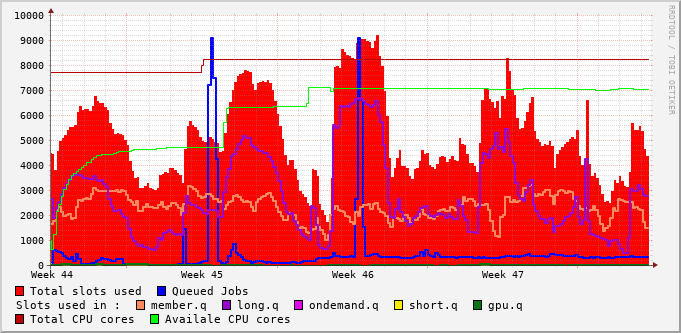 RRDTOOL / TOBI OETIKER
10000
9000
8000
7000
6000
5000
4000
3000
2000
1000
0
Week 44 Week 45 Week 46 Week 47
Total slots used Queued Jobs
Slots used in : member.q long.q ondemand.q short.q gpu.q
Total CPU cores Availale CPU cores